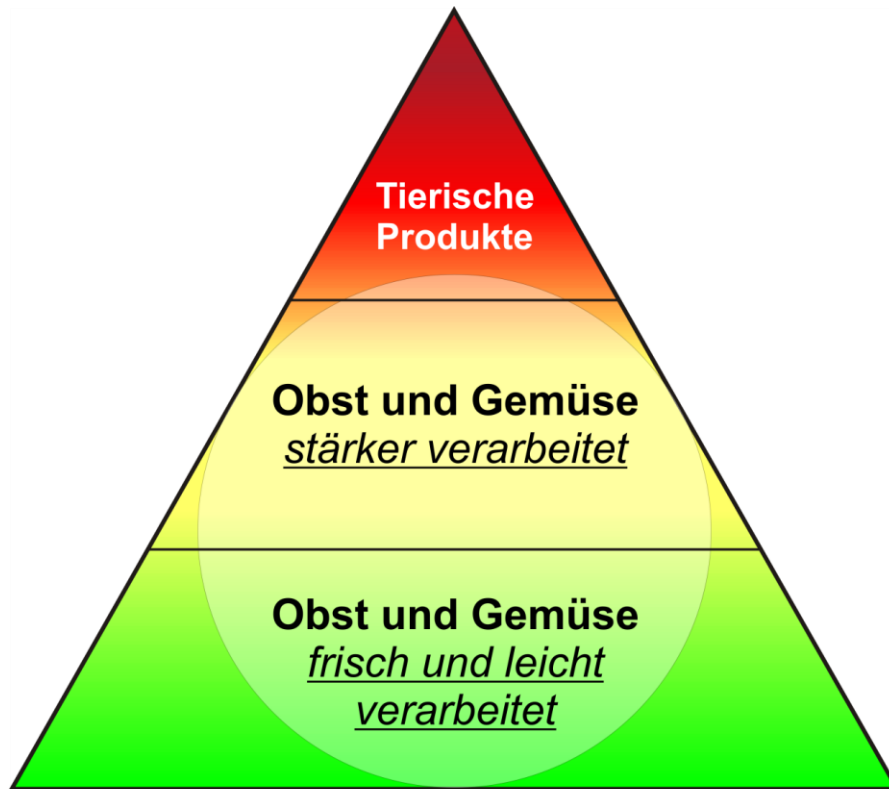 Tierische
Produkte
Obst und Gemüse
stärker verarbeitet
Obst und Gemüse
frisch und leicht
verarbeitet